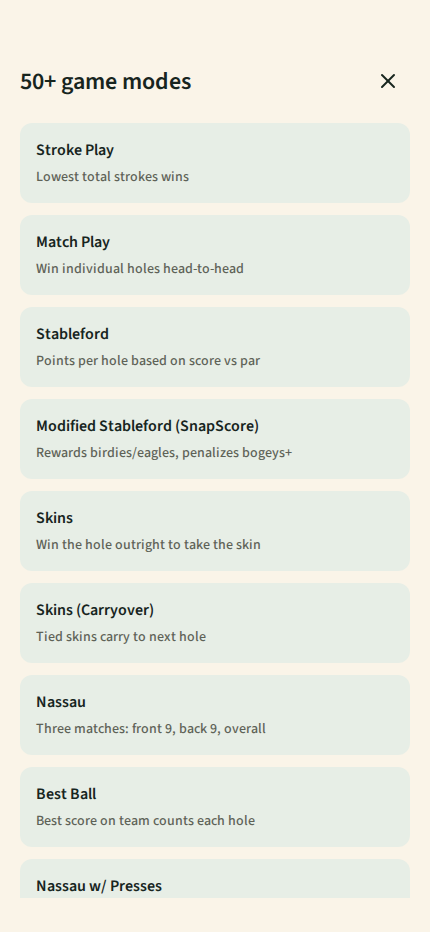 50+ game modes
Stroke Play
Lowest total strokes wins
Match Play
Win individual holes head-to-head
Stableford
Points per hole based on score vs par
Modified Stableford (SnapScore)
Rewards birdies/eagles, penalizes bogeys+
Skins
Win the hole outright to take the skin
Skins (Carryover)
Tied skins carry to next hole
Nassau
Three matches: front 9, back 9, overall
Best Ball
Best score on team counts each hole
Nassau w/ Presses